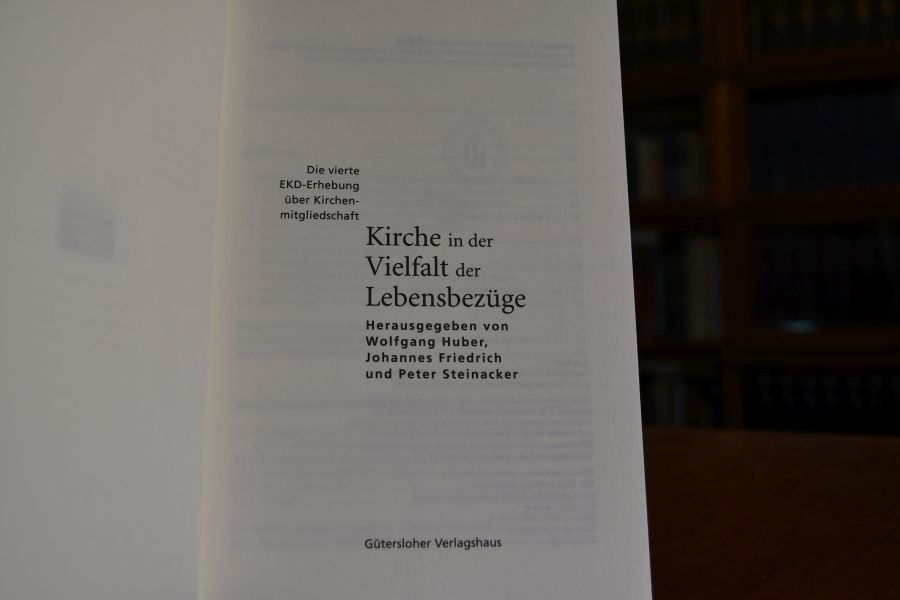 Die vierte
EKD-Erhebung
über Kirchen-
mitgliedschaft
Kirche in der
Vielfalt der
Lebensbezüge
Herausgegeben von
Wolfgang Huber,
Johannes Friedrich
und Peter Steinacker
Gütersloher Verlagshaus